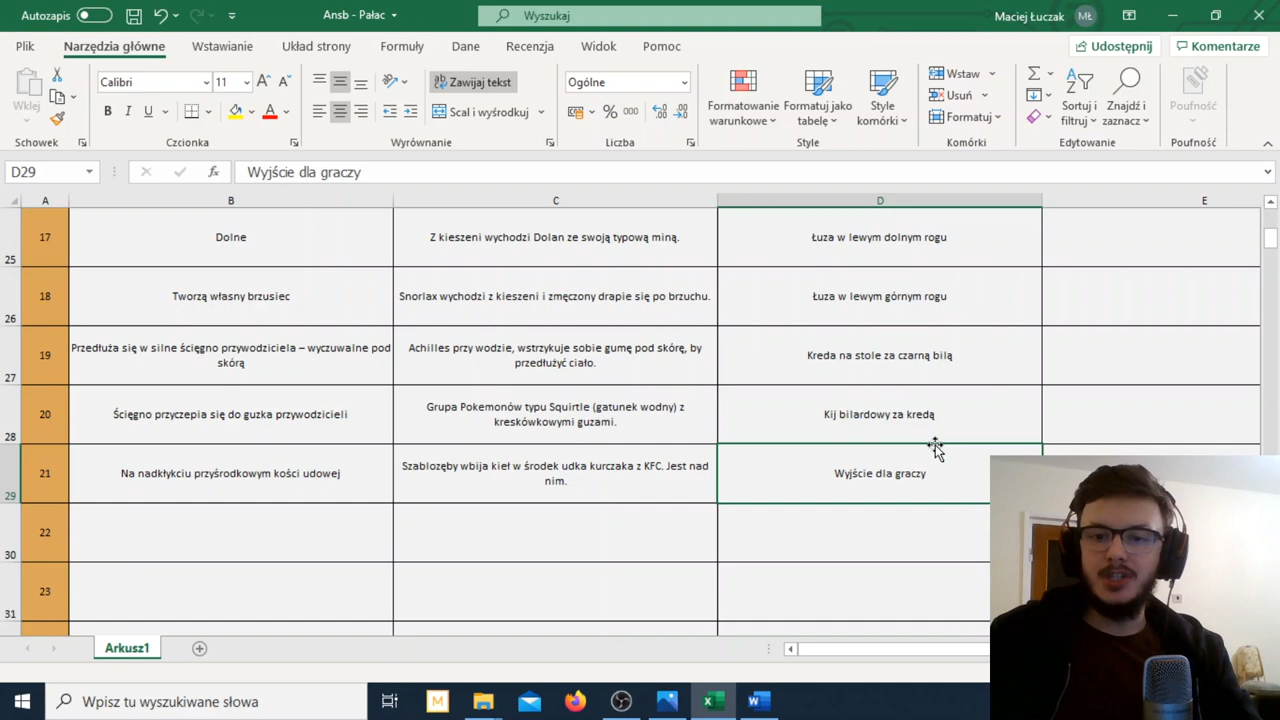 Autozapis
Ansb - Pałac
Wyszukaj
Maciej Łuczak
MŁ
Plik
Narzędzia główne
Wstawianie
Układ strony
Formuły
Dane
Recenzja
Widok
Pomoc
Udostępnij
Komentarze
Wklej
Calibri
11
B I U
Zawijaj tekst
Scal i wyśrodkuj
Ogólne
% 000
Formatowanie warunkowe
Formatuj jako tabelę
Style komórki
Wstaw
Usuń
Formatuj
Sortuj i filtruj
Znajdź i zaznacz
Poufność
Schowek
Czcionka
Wyrównanie
Liczba
Style
Komórki
Edytowanie
Poufność
D29
fx
Wyjście dla graczy
A B C D E
25
17
Dolne
Z kieszeni wychodzi Dolan ze swoją typową miną.
Łuza w lewym dolnym rogu
26
18
Tworzą własny brzusiec
Snorlax wychodzi z kieszeni i zmęczony drapie się po brzuchu.
Łuza w lewym górnym rogu
27
19
Przedłuża się w silne ścięgno przywodziciela – wyczuwalne pod
skórą
Achilles przy wodzie, wstrzykuje sobie gumę pod skórę, by
przedłużyć ciało.
Kreda na stole za czarną bilą
28
20
Ścięgno przyczepia się do guzka przywodzicieli
Grupa Pokemonów typu Squirtle (gatunek wodny) z
kreskówkowymi guzami.
Kij bilardowy za kredą
29
21
Na nadkłykciu przyśrodkowym kości udowej
Szablozęby wbija kieł w środek udka kurczaka z KFC. Jest nad
nim.
Wyjście dla graczy
30
22
31
23
Arkusz1
Wpisz tu wyszukiwane słowa